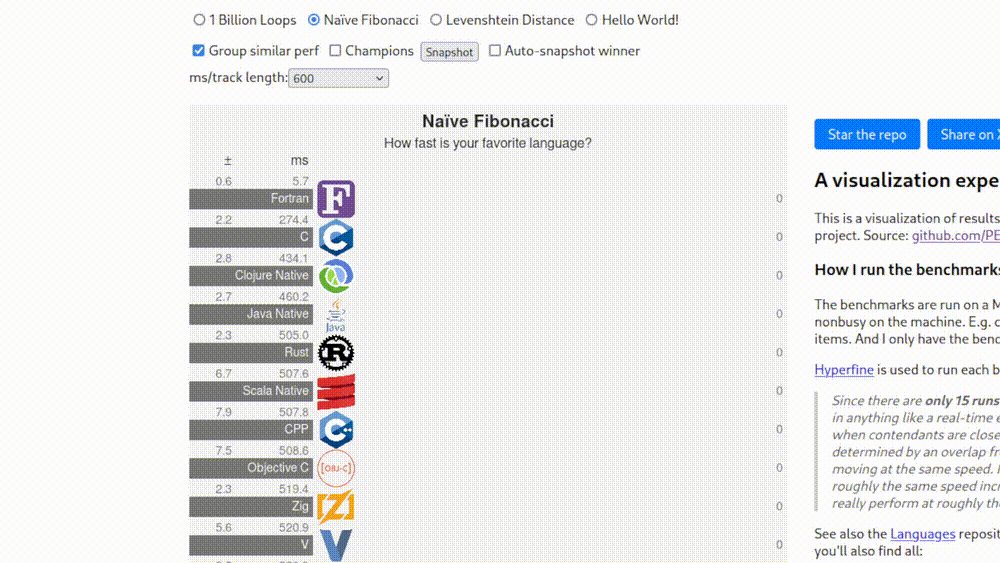 1 Billion Loops Naïve Fibonacci Levenshtein Distance Hello World!
Group similar perf Champions Snapshot Auto-snapshot winner
ms/track length: 600
Naïve Fibonacci
How fast is your favorite language?
± ms
0.6 5.7
Fortran F 0
2.2 274.4
C C 0
2.8 434.1
Clojure Native 0
2.7 460.2
Java Native Java 0
2.3 505.0
Rust R 0
6.7 507.6
Scala Native 0
7.9 507.8
CPP C++ 0
7.5 508.6
Objective C [OBJ-C] 0
2.3 519.4
Zig Z 0
5.6 520.9
V V 0
Star the repo Share on X
A visualization expe
This is a visualization of results
project. Source: github.com/PE
How I run the benchmarks
The benchmarks are run on a M
nonbusy on the machine. E.g. c
items. And I only have the benc
Hyperfine is used to run each b
Since there are only 15 runs
in anything like a real-time e
when contendants are close
determined by an overlap fr
moving at the same speed. I
roughly the same speed incr
really perform at roughly the
See also the Languages reposit
you'll also find all: